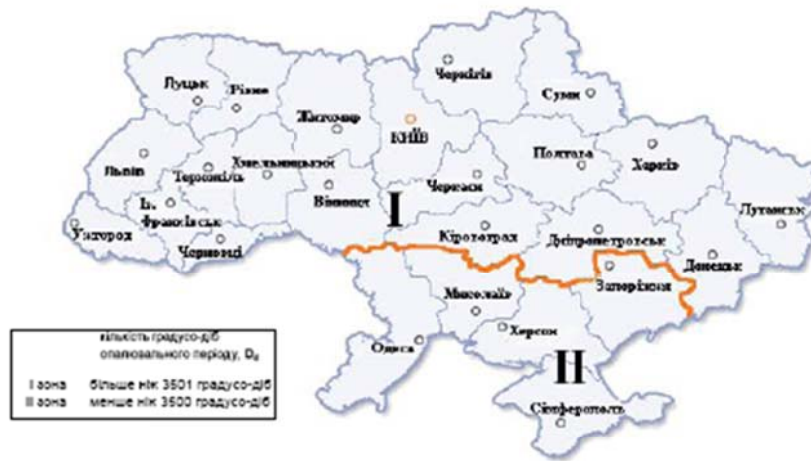 Чернігів
Луцьк
Рівне
Суми
Житомир
КИЇВ
Полтава
Харків
Львів
Тернопіль
Хмельницький
Черкаси
Вінниця
I
Луганськ
Ів.
Франківськ
Ужгород
Чернівці
Кіровоград
Дніпропетровськ
Донецьк
Запоріжжя
Миколаїв
Херсон
Одеса
II
Сімферополь
кількість градусо-діб
опалювального періоду, Dd
I зона більше ніж 3501 градусо-діб
II зона менше ніж 3500 градусо-діб